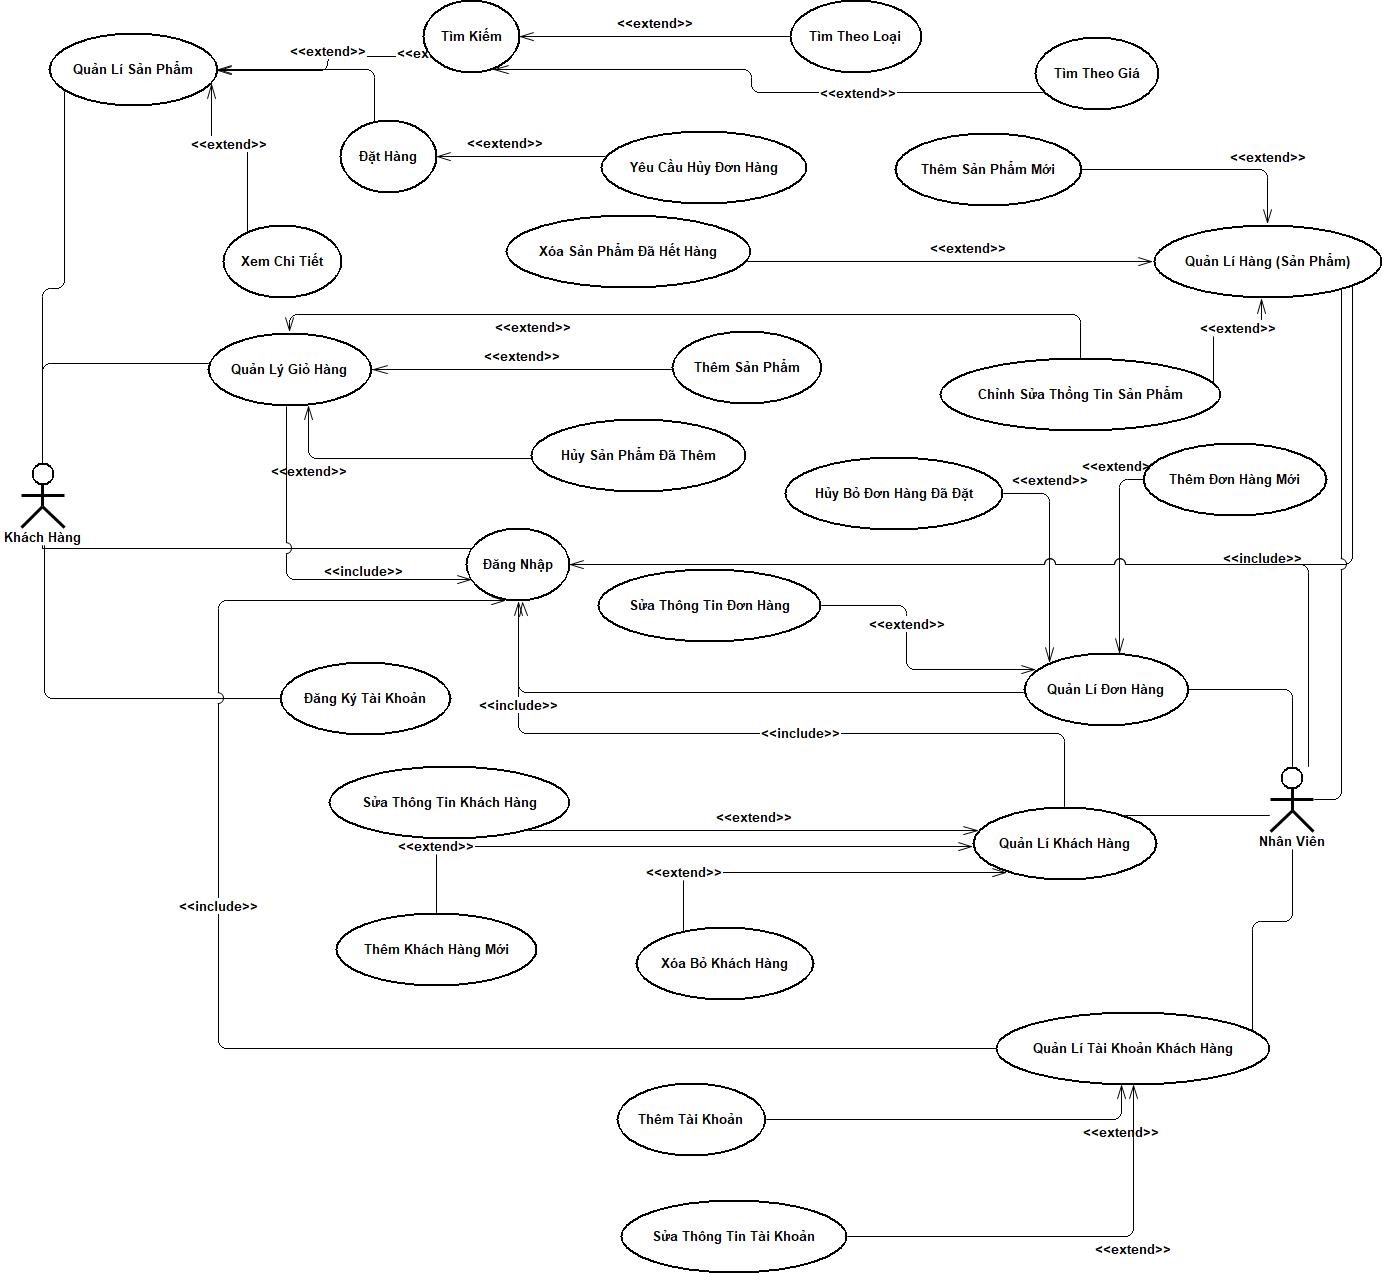 Tìm Kiếm
<<extend>>
Tìm Theo Loại
Quản Lí Sản Phẩm
<<extend>>
<<ex
Tìm Theo Giá
<<extend>>
<<extend>>
Đặt Hàng
<<extend>>
Yêu Cầu Hủy Đơn Hàng
Thêm Sản Phẩm Mới
<<extend>>
Xem Chi Tiết
Xóa Sản Phẩm Đã Hết Hàng
<<extend>>
Quản Lí Hàng (Sản Phẩm)
<<extend>>
<<extend>>
Quản Lý Giỏ Hàng
<<extend>>
Thêm Sản Phẩm
Chỉnh Sửa Thồng Tin Sản Phẩm
<<extend>>
Hủy Sản Phẩm Đã Thêm
<<extend>>
Thêm Đơn Hàng Mới
Hủy Bỏ Đơn Hàng Đã Đặt
<<extend>>
Khách Hàng
Đăng Nhập
<<include>>
<<include>>
Sửa Thông Tin Đơn Hàng
<<extend>>
Quản Lí Đơn Hàng
Đăng Ký Tài Khoản
<<include>>
<<include>>
Sửa Thông Tin Khách Hàng
<<extend>>
<<extend>>
Quản Lí Khách Hàng
Nhân Viên
<<extend>>
<<include>>
Thêm Khách Hàng Mới
Xóa Bỏ Khách Hàng
Quản Lí Tài Khoản Khách Hàng
Thêm Tài Khoản
<<extend>>
Sửa Thông Tin Tài Khoản
<<extend>>